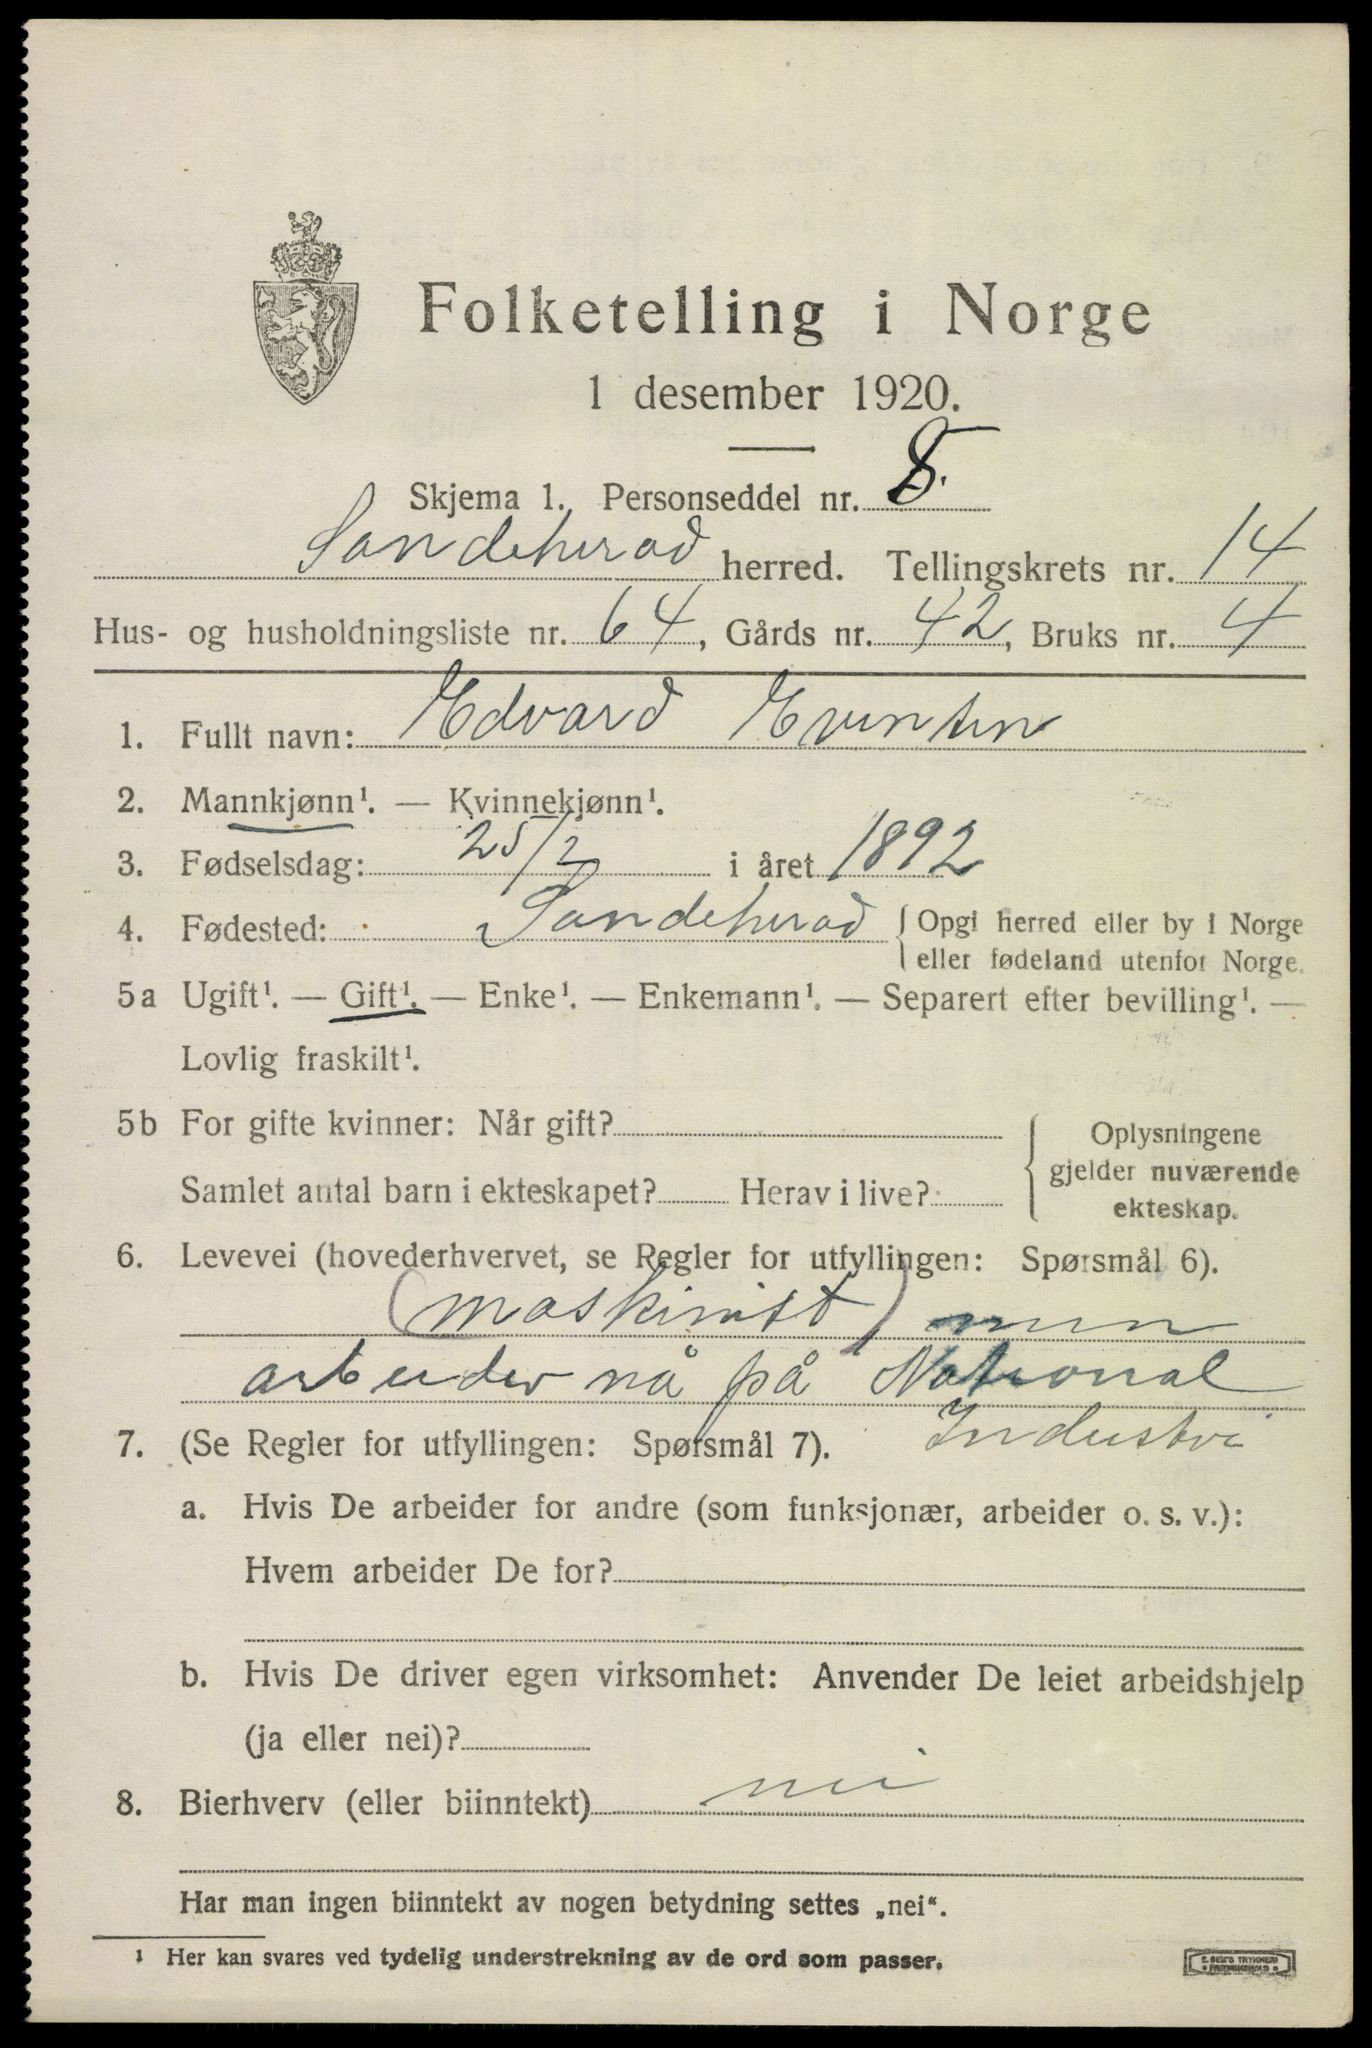 Folketelling i Norge
1 desember 1920.
Skjema 1. Personseddel nr. 8.
Sandeherad herred. Tellingskrets nr. 14
Hus- og husholdningsliste nr. 64, Gårds nr. 42, Bruks nr. 4
1. Fullt navn: Edvard Evensen
2. Mannkjønn¹. — Kvinnekjønn¹.
3. Fødselsdag: 25/2 i året 1892
4. Fødested: Sandeherad { Opgi herred eller by i Norge
eller fødeland utenfor Norge.
5a Ugift¹. — Gift¹. — Enke¹. — Enkemann¹. — Separert efter bevilling¹. —
Lovlig fraskilt¹.
5b For gifte kvinner: Når gift?
Samlet antal barn i ekteskapet? Herav i live?
Oplysningene
gjelder nuværende
ekteskap.
6. Levevei (hovederhvervet, se Regler for utfyllingen: Spørsmål 6).
(maskinist) men
arbeider nå på National
Industri
7. (Se Regler for utfyllingen: Spørsmål 7).
a. Hvis De arbeider for andre (som funksjonær, arbeider o. s. v.):
Hvem arbeider De for?
b. Hvis De driver egen virksomhet: Anvender De leiet arbeidshjelp
(ja eller nei)?
8. Bierhverv (eller biinntekt) nei
Har man ingen biinntekt av nogen betydning settes „nei“.
¹ Her kan svares ved tydelig understrekning av de ord som passer.